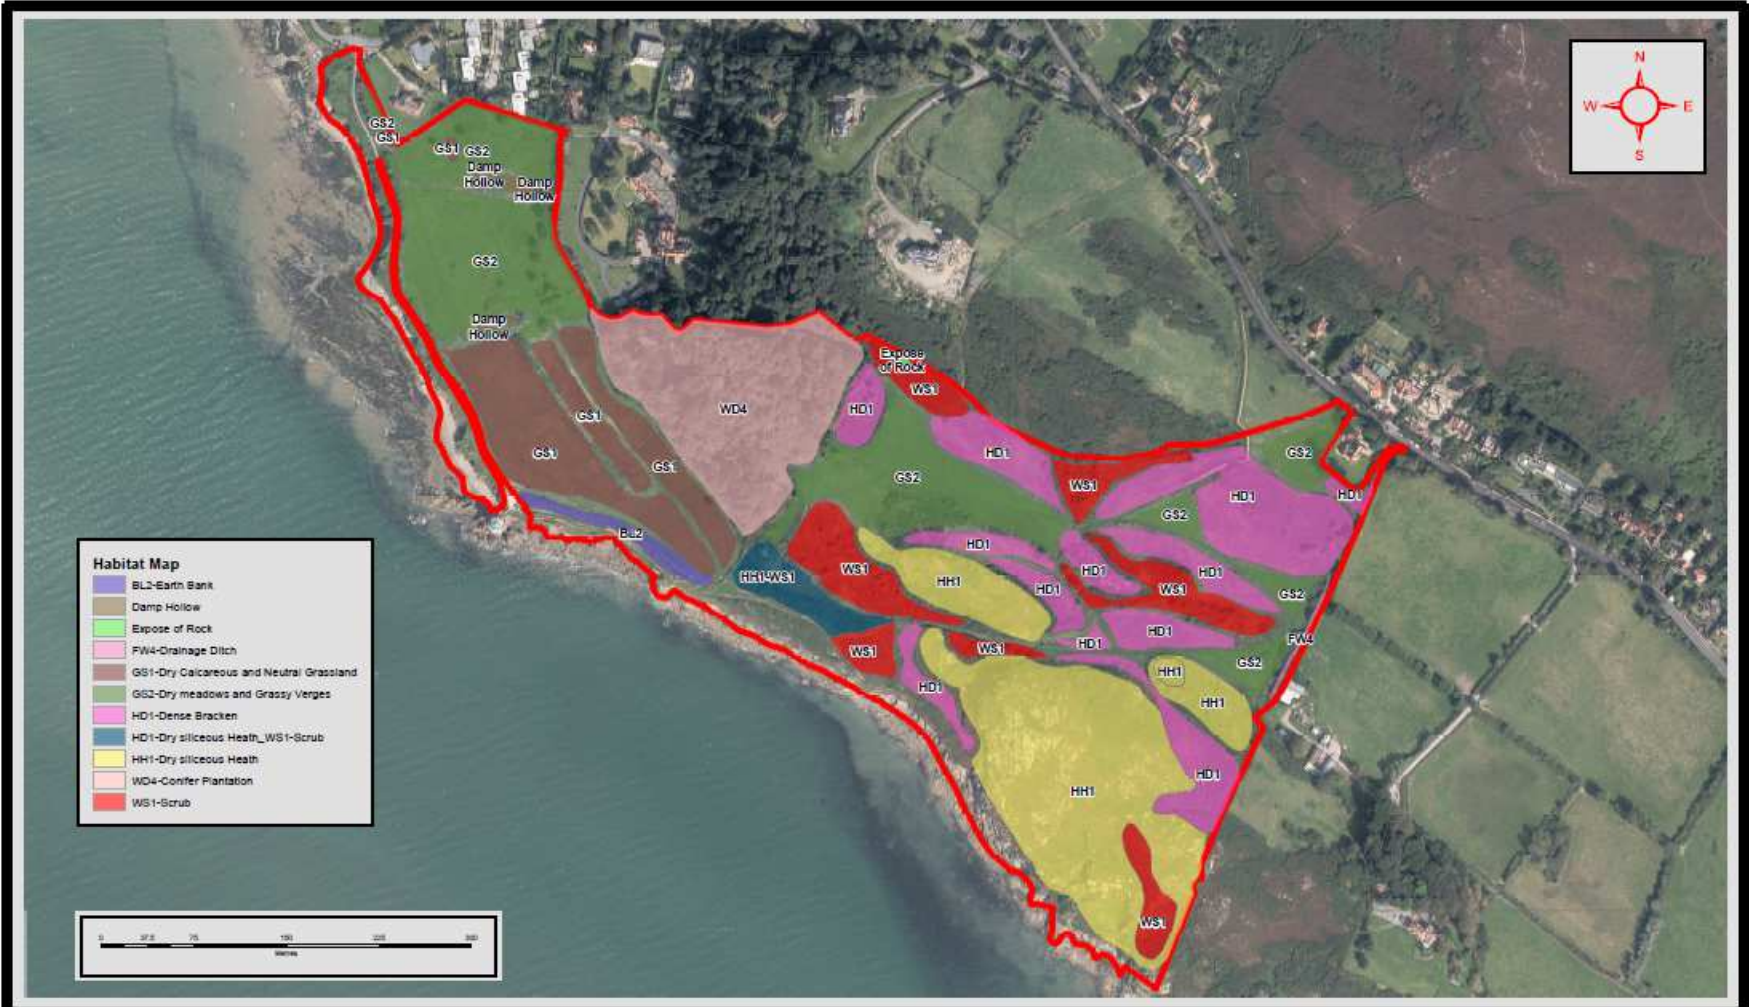 N
W E
S
GS2
GS1
GS1 GS2
Damp
Hollow
Damp
Hollow
GS2
Damp
Hollow
GS1
GS1
GS1
WD4
BL2
HH1-WS1
Expose
of Rock
WS1
HD1
HD1
GS2
WS1
GS2
HD1
HD1
GS2
HD1
WS1
HH1
HD1
HD1
HD1
WS1
HD1
GS2
HD1
HD1
FW4
GS2
WS1
WS1
HD1
HH1
HH1
HD1
HH1
WS1
Habitat Map
BL2-Earth Bank
Damp Hollow
Expose of Rock
FW4-Drainage Ditch
GS1-Dry Calcareous and Neutral Grassland
GS2-Dry meadows and Grassy Verges
HD1-Dense Bracken
HD1-Dry siliceous Heath_WS1-Scrub
HH1-Dry siliceous Heath
WD4-Conifer Plantation
WS1-Scrub
0 37.5 75 150 225 300
Metres